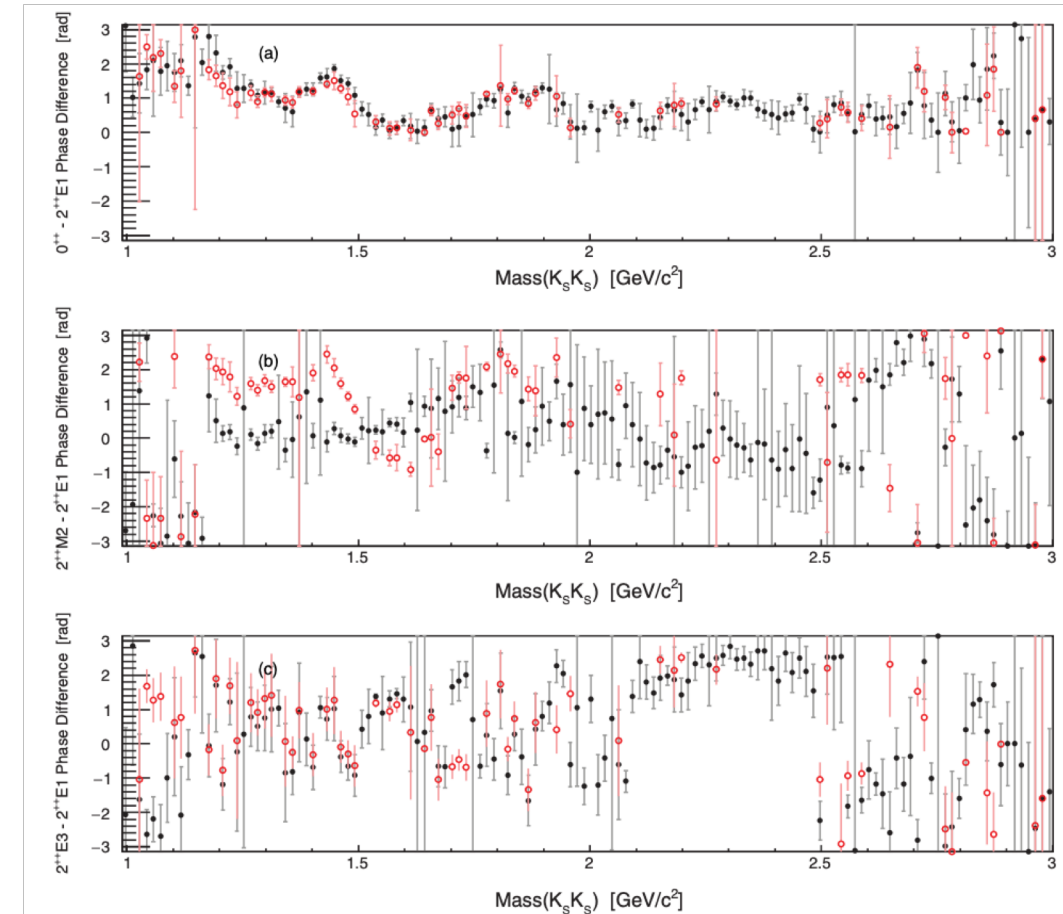 0⁺⁺ - 2⁺⁺E1 Phase Difference [rad]
(a)
3
2
1
0
−1
−2
−3
1 1.5 2 2.5 3
Mass(KₛKₛ) [GeV/c²]
2⁺⁺M2 - 2⁺⁺E1 Phase Difference [rad]
(b)
3
2
1
0
−1
−2
−3
1 1.5 2 2.5 3
Mass(KₛKₛ) [GeV/c²]
2⁺⁺E3 - 2⁺⁺E1 Phase Difference [rad]
(c)
3
2
1
0
−1
−2
−3
1 1.5 2 2.5 3
Mass(KₛKₛ) [GeV/c²]